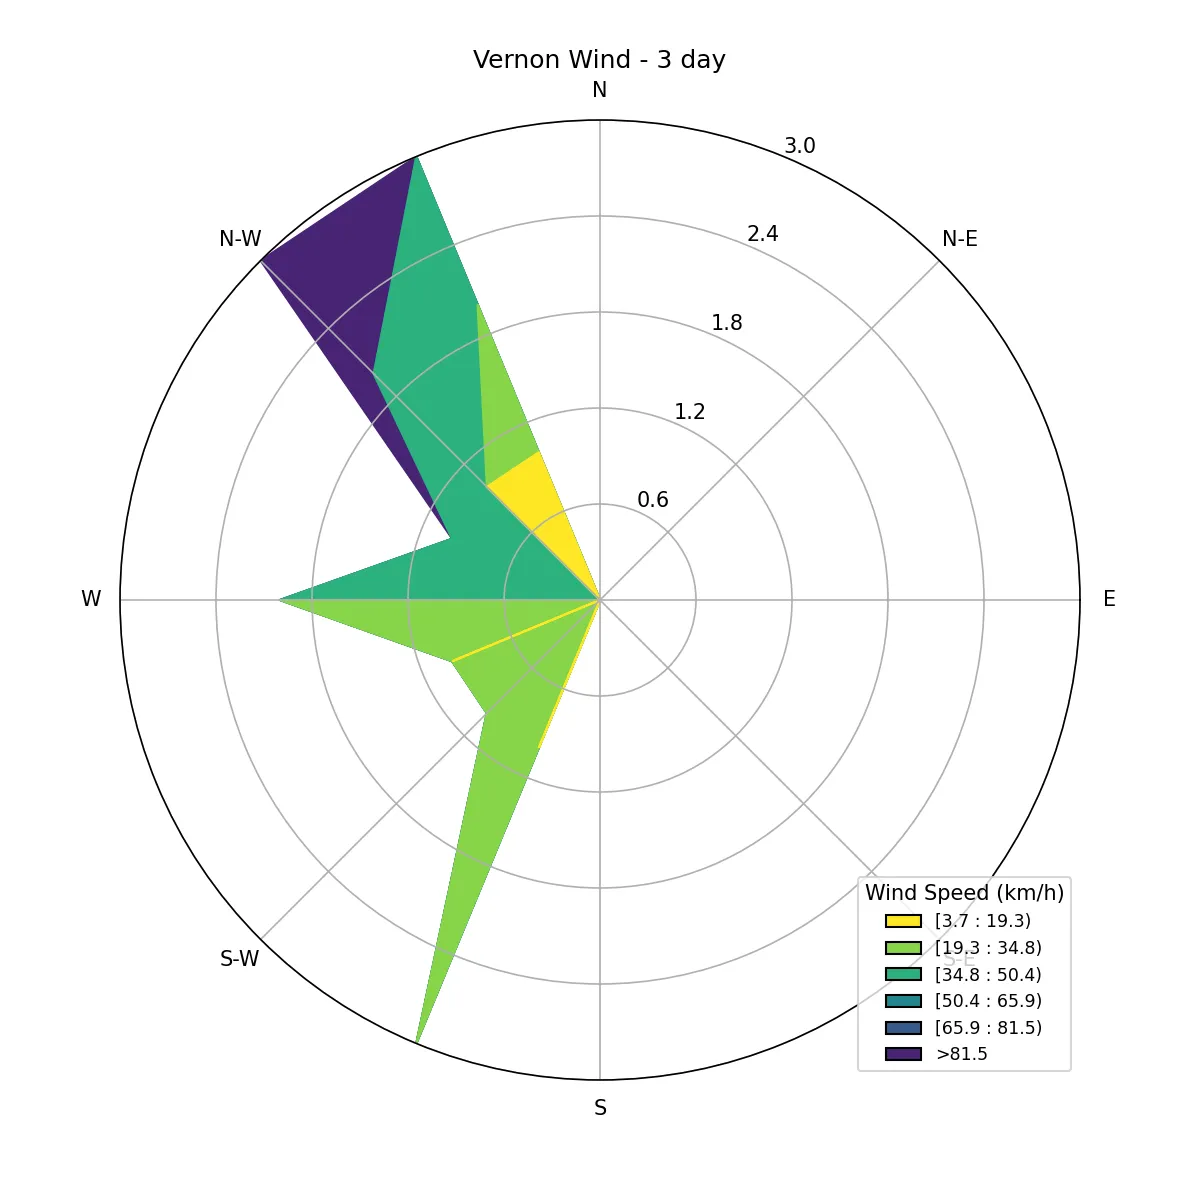 Vernon Wind - 3 day
N
3.0
N-W
N-E
2.4
1.8
1.2
0.6
W
E
S-W
S-E
S
Wind Speed (km/h)
[3.7 : 19.3)
[19.3 : 34.8)
[34.8 : 50.4)
[50.4 : 65.9)
[65.9 : 81.5)
>81.5